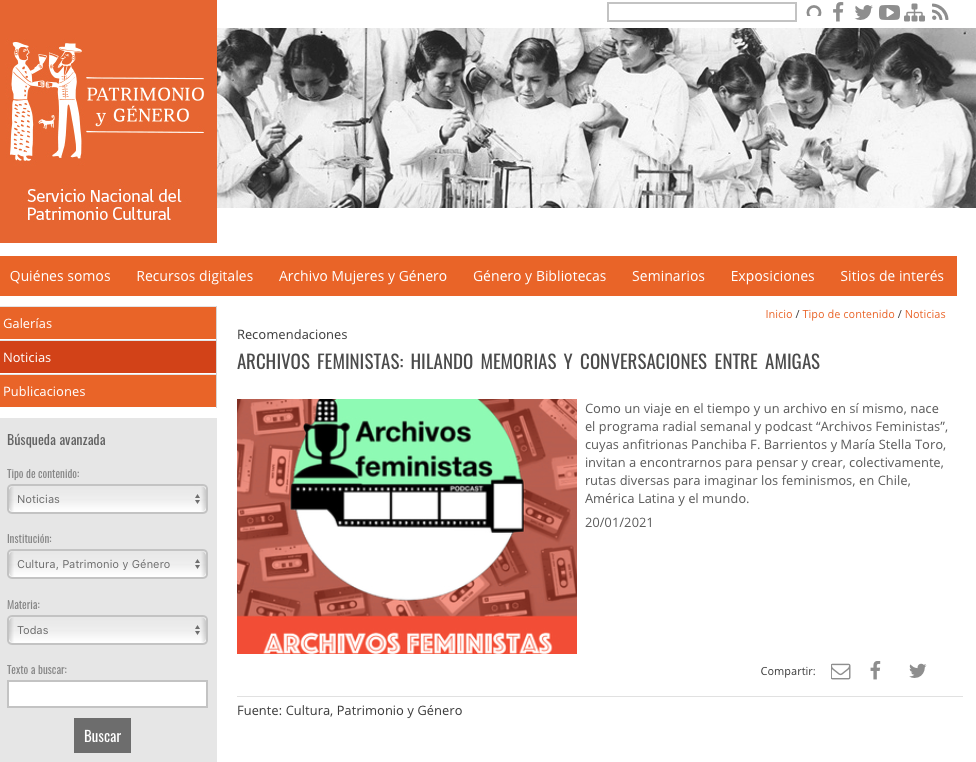 PATRIMONIO
y GÉNERO
Servicio Nacional del
Patrimonio Cultural
Quiénes somos Recursos digitales Archivo Mujeres y Género Género y Bibliotecas Seminarios Exposiciones Sitios de interés
Galerías
Noticias
Publicaciones
Búsqueda avanzada
Tipo de contenido:
Noticias
Institución:
Cultura, Patrimonio y Género
Materia:
Todas
Texto a buscar:
Buscar
Inicio / Tipo de contenido / Noticias
Recomendaciones
ARCHIVOS FEMINISTAS: HILANDO MEMORIAS Y CONVERSACIONES ENTRE AMIGAS
Archivos
feministas
PODCAST
ARCHIVOS FEMINISTAS
Como un viaje en el tiempo y un archivo en sí mismo, nace
el programa radial semanal y podcast “Archivos Feministas”,
cuyas anfitrionas Panchiba F. Barrientos y María Stella Toro,
invitan a encontrarnos para pensar y crear, colectivamente,
rutas diversas para imaginar los feminismos, en Chile,
América Latina y el mundo.
20/01/2021
Compartir:
Fuente: Cultura, Patrimonio y Género